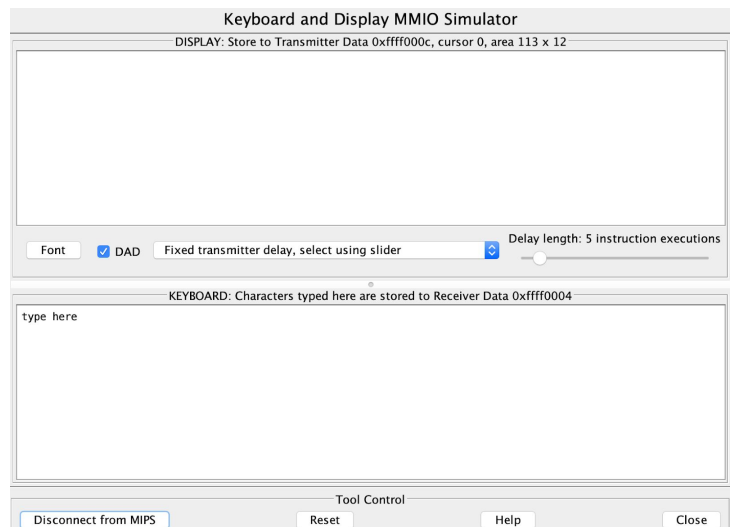 Keyboard and Display MMIO Simulator
DISPLAY: Store to Transmitter Data 0xffff000c, cursor 0, area 113 x 12
Delay length: 5 instruction executions
Font DAD Fixed transmitter delay, select using slider
KEYBOARD: Characters typed here are stored to Receiver Data 0xffff0004
type here
Tool Control
Disconnect from MIPS Reset Help Close